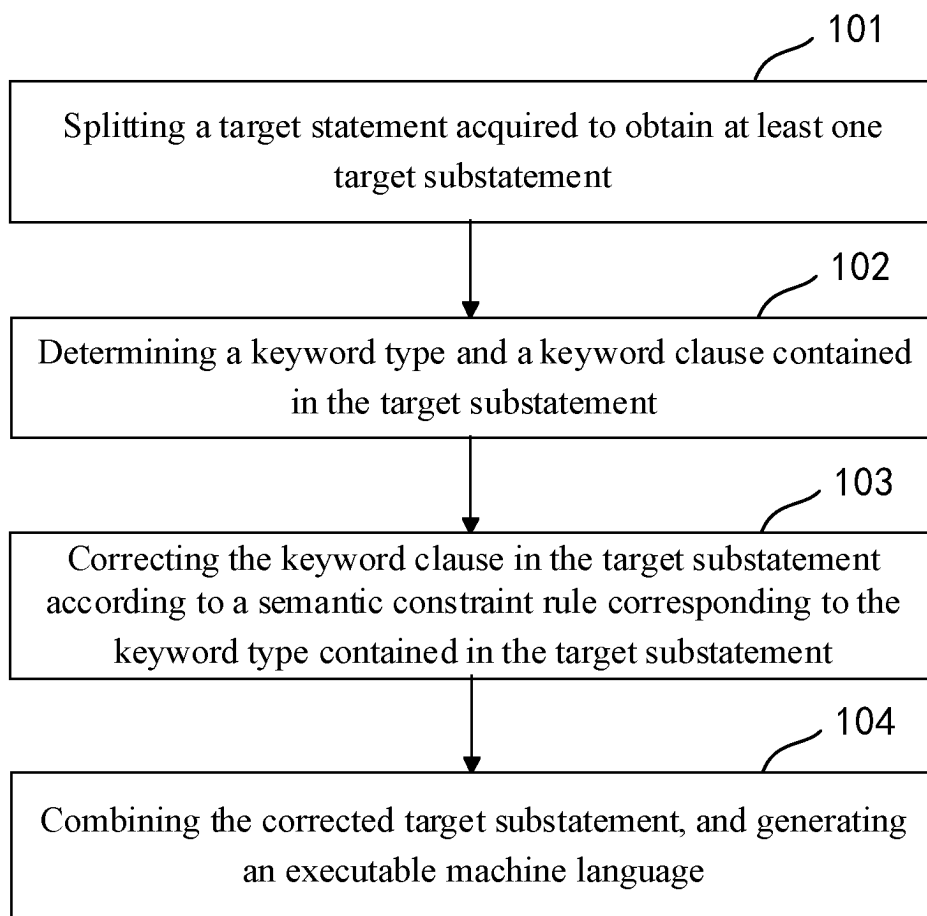 101
Splitting a target statement acquired to obtain at least one
target substatement
102
Determining a keyword type and a keyword clause contained
in the target substatement
103
Correcting the keyword clause in the target substatement
according to a semantic constraint rule corresponding to the
keyword type contained in the target substatement
104
Combining the corrected target substatement, and generating
an executable machine language